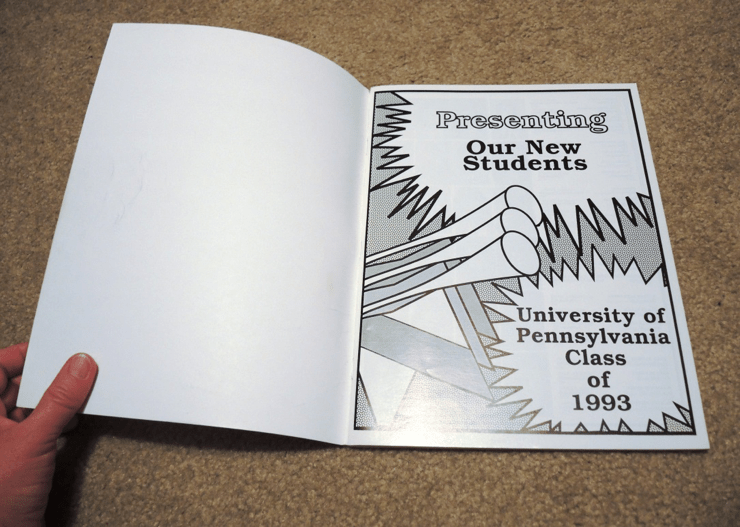 Presenting
Our New
Students
University of
Pennsylvania
Class
of
1993